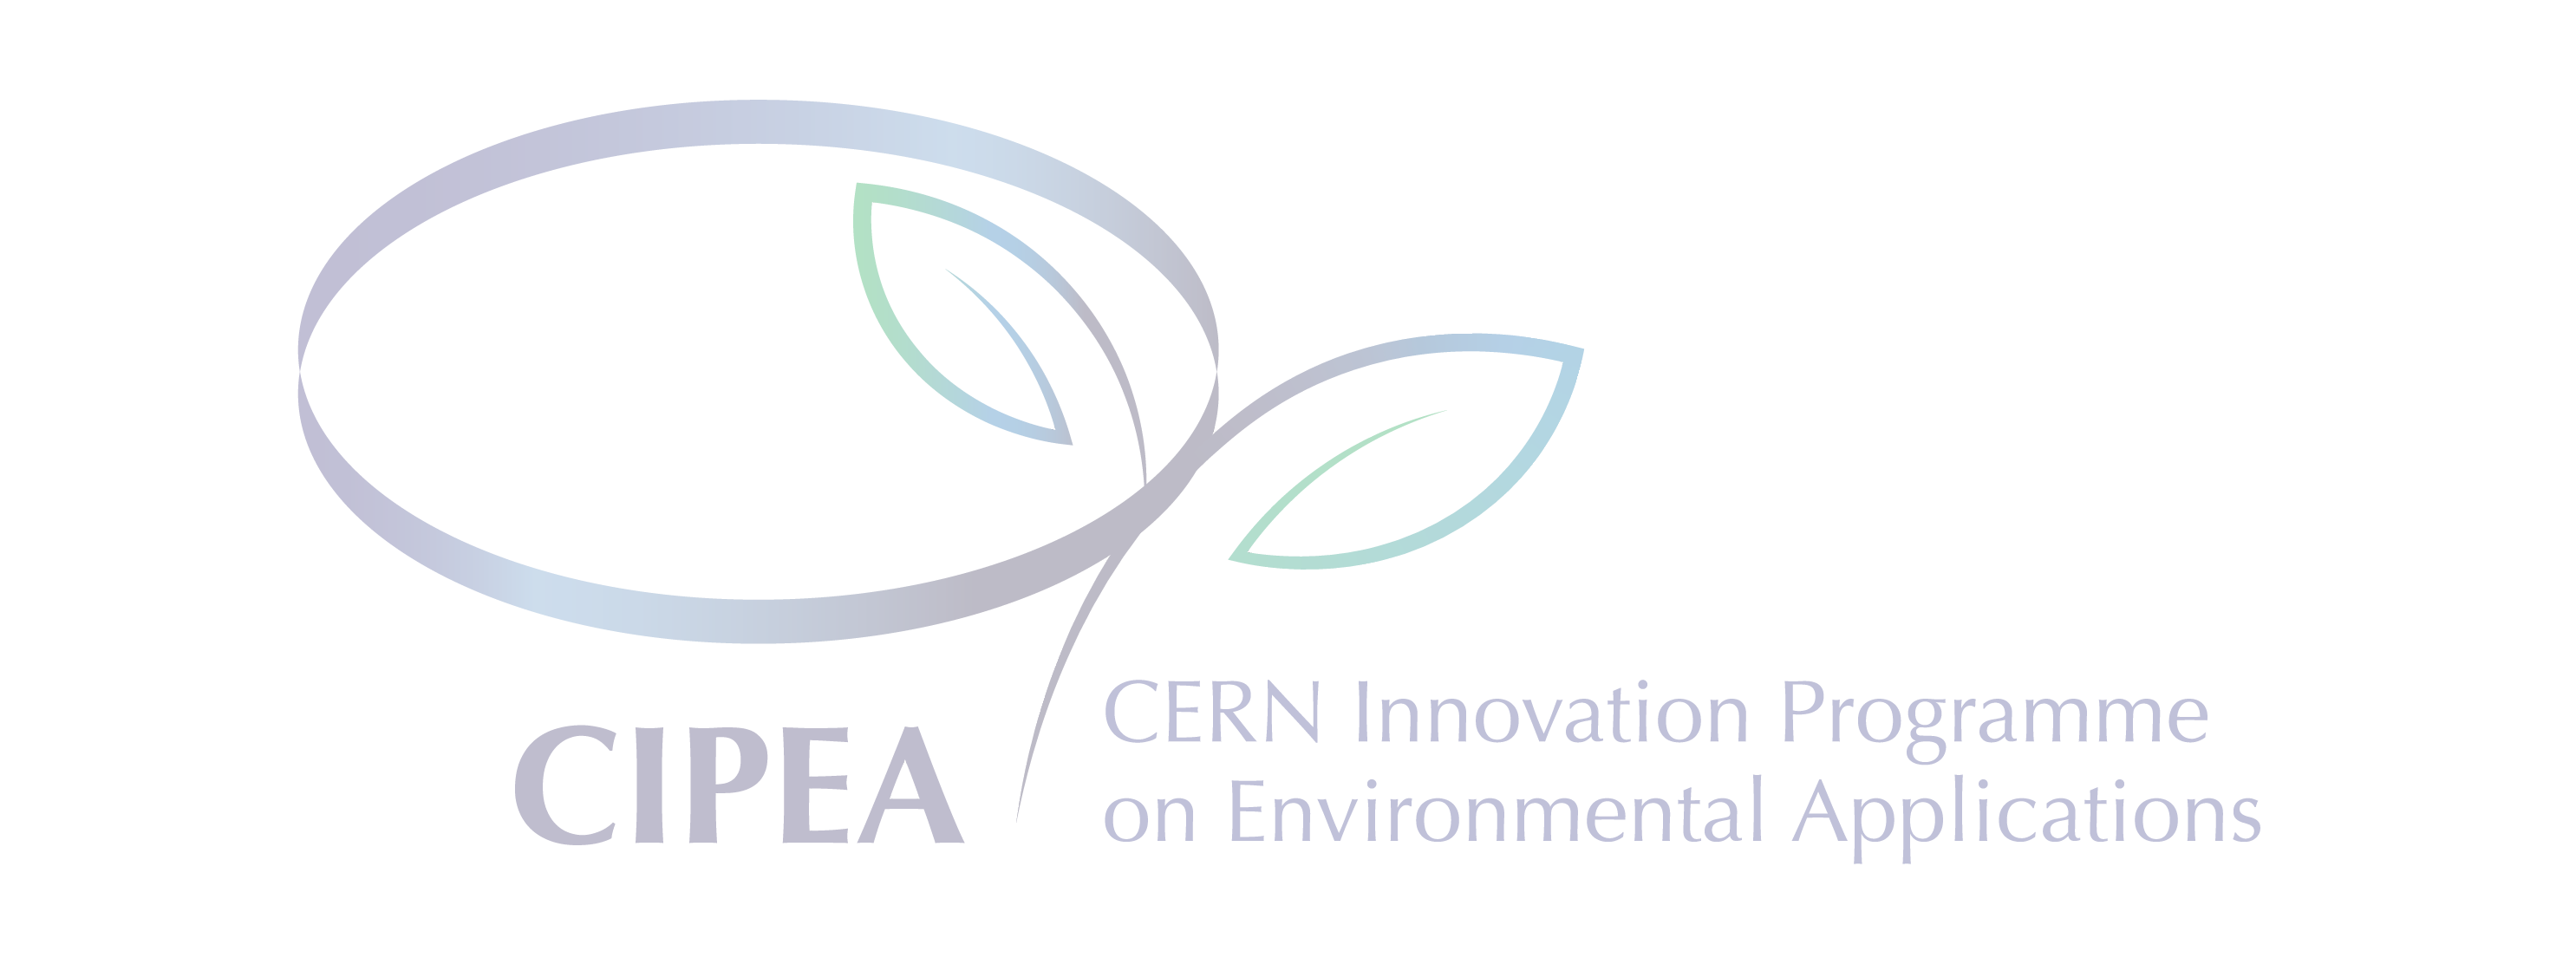 CIPEA
CERN Innovation Programme
on Environmental Applications